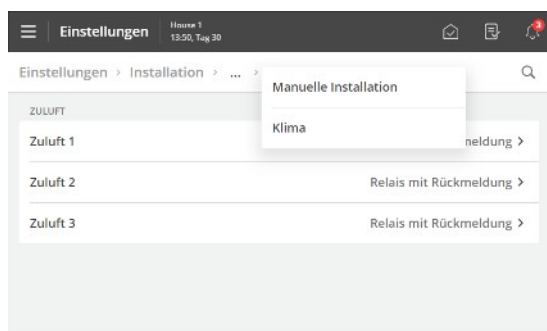 Einstellungen
House 1
13:50, Tag 30
3
Einstellungen > Installation > ... >
Manuelle Installation
Klima
ZULUFT
Zuluft 1 neldung >
Zuluft 2 Relais mit Rückmeldung >
Zuluft 3 Relais mit Rückmeldung >